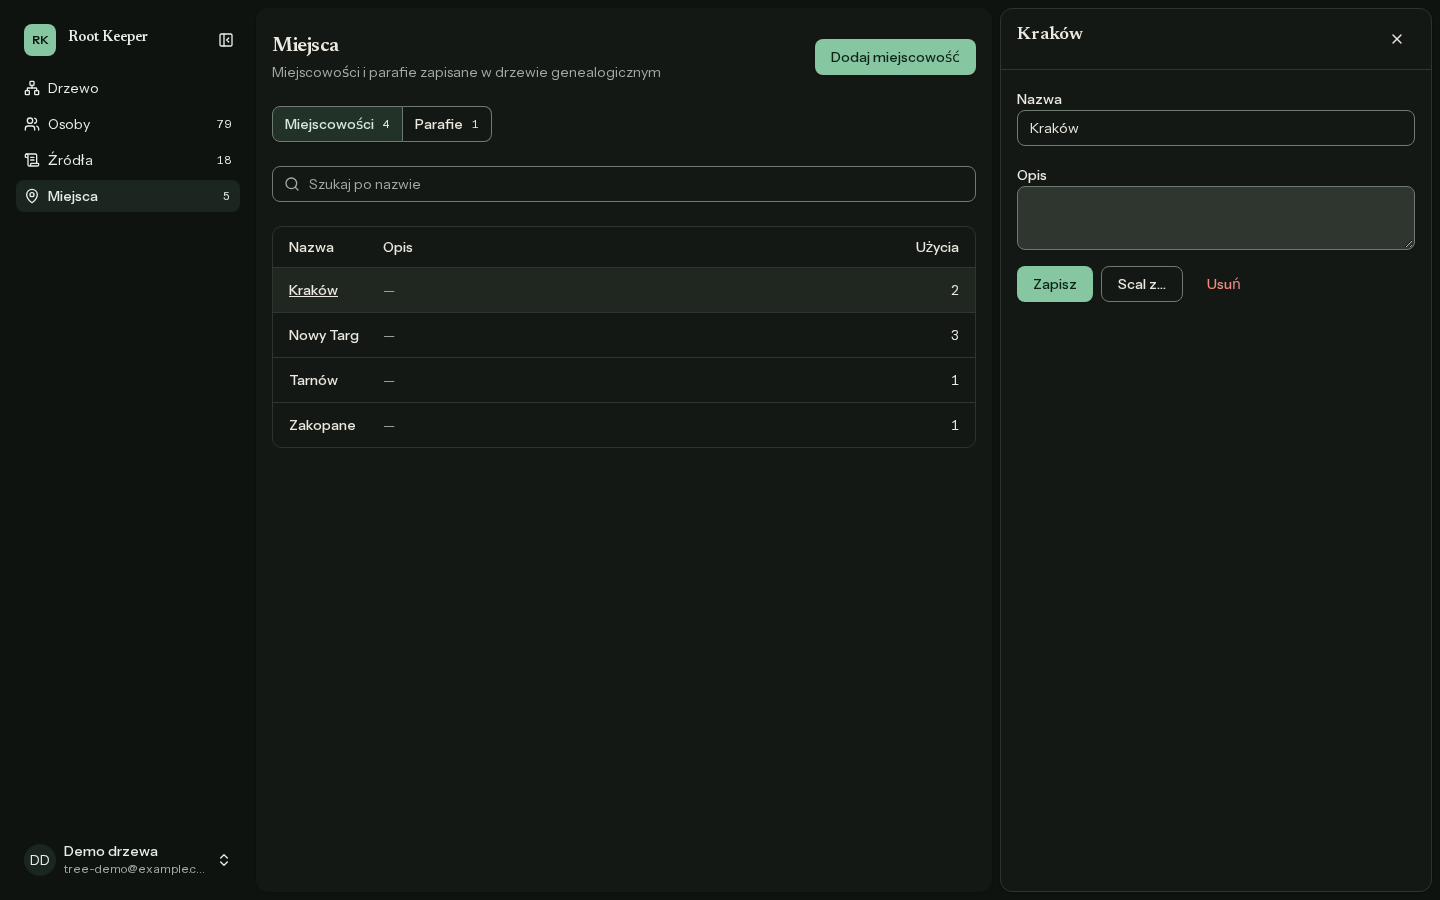 RK
Root Keeper
Drzewo
Osoby 79
Źródła 18
Miejsca 5
Demo drzewa
DD
tree-demo@example.c...
Miejsca
Miejscowości i parafie zapisane w drzewie genealogicznym
Dodaj miejscowość
Miejscowości 4 Parafie 1
Szukaj po nazwie
Nazwa Opis Użycia
Kraków — 2
Nowy Targ — 3
Tarnów — 1
Zakopane — 1
Kraków
Nazwa
Kraków
Opis
Zapisz Scal z... Usuń